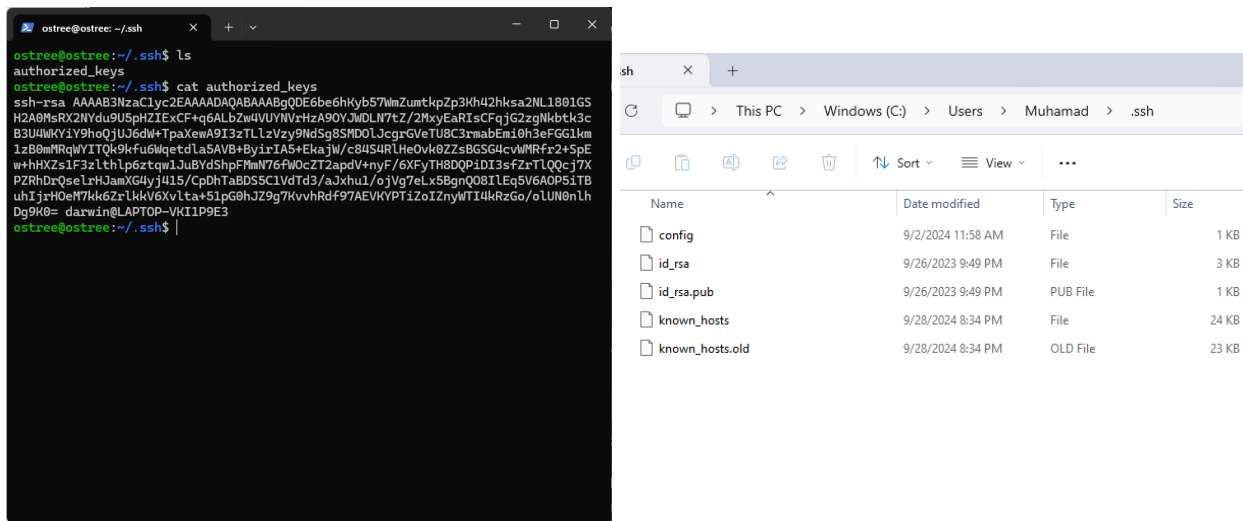 ostree@ostree: ~/.ssh
ostree@ostree:~/.ssh$ ls
authorized_keys
ostree@ostree:~/.ssh$ cat authorized_keys
ssh-rsa AAAAB3NzaC1yc2EAAAADAQABAAABgQDE6be6hKyb57WmZumtkpZp3Kh42hksa2NL1801GS
H2A0MsRX2NYdu9U5pHZIExCF+q6ALbZw4VUYNVrHzA9OYJWDLN7tZ/2MxyEaRIsCFqjG2zgNkbtk3c
B3U4WKYiY9hoQjUJ6dW+TpaXewA9I3zTLlzVzy9NdSg8SMDOlJcgrGVeTU8C3rmabEmi0h3eFGG1km
1zB0mMRqWYITQk9kfu6Wqetdla5AVB+ByirIA5+EkajW/c84S4RlHeOvk0ZZsBGSG4cvWMRfr2+SpE
w+hHXZs1F3zlthlp6ztqw1JuBYdShpFMmN76fWOcZT2apdV+nyF/6XFyTH8DQPiDI3sfZrTlQQcj7X
PZRhDrQselrHJamXG4yj415/CpDhTaBDS5C1VdTd3/aJxhu1/ojVg7eLx5BgnQO8IlEq5V6AOP5iTB
uhIjrHOeM7kk6ZrlkkV6Xvlta+51pG0hJZ9g7KvvhRdf97AEVKYPTiZoIZnyWTI4kRzGo/olUN0nlh
Dg9K0= darwin@LAPTOP-VKI1P9E3
ostree@ostree:~/.ssh$
ssh
This PC > Windows (C:) > Users > Muhamad > .ssh
Sort View
Name Date modified Type Size
config 9/2/2024 11:58 AM File 1 KB
id_rsa 9/26/2023 9:49 PM File 3 KB
id_rsa.pub 9/26/2023 9:49 PM PUB File 1 KB
known_hosts 9/28/2024 8:34 PM File 24 KB
known_hosts.old 9/28/2024 8:34 PM OLD File 23 KB